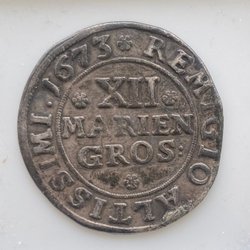 XII
MARIEN
GROS:
1673 REMIGIO ALTISSIMI.